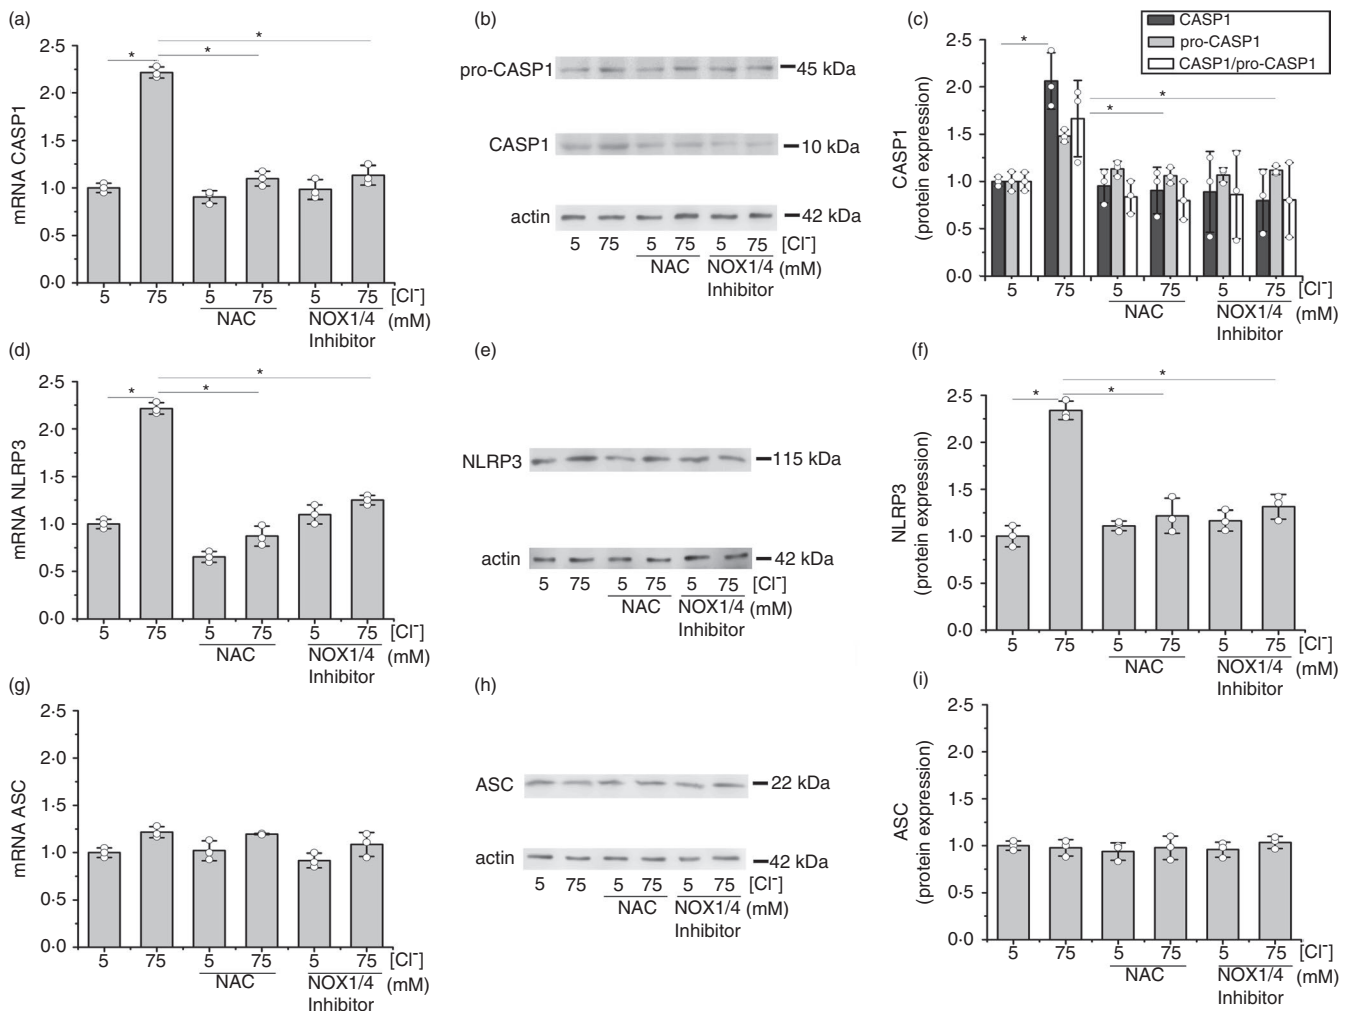 (a)
mRNA CASP1
2·5
2·0
1·5
1·0
0·5
0·0
*
*
*
5 75 5 75 5 75 [Cl⁻]
NAC NOX1/4 (mM)
Inhibitor
(b)
pro-CASP1 45 kDa
CASP1 10 kDa
actin 42 kDa
5 75 5 75 5 75 [Cl⁻]
NAC NOX1/4 (mM)
Inhibitor
(c)
CASP1
pro-CASP1
CASP1/pro-CASP1
CASP1
(protein expression)
2·5
2·0
1·5
1·0
0·5
0·0
*
*
*
5 75 5 75 5 75 [Cl⁻]
NAC NOX1/4 (mM)
Inhibitor
(d)
mRNA NLRP3
2·5
2·0
1·5
1·0
0·5
0·0
*
*
*
5 75 5 75 5 75 [Cl⁻]
NAC NOX1/4 (mM)
Inhibitor
(e)
NLRP3 115 kDa
actin 42 kDa
5 75 5 75 5 75 [Cl⁻]
NAC NOX1/4 (mM)
Inhibitor
(f)
NLRP3
(protein expression)
2·5
2·0
1·5
1·0
0·5
0·0
*
*
*
5 75 5 75 5 75 [Cl⁻]
NAC NOX1/4 (mM)
Inhibitor
(g)
mRNA ASC
2·5
2·0
1·5
1·0
0·5
0·0
5 75 5 75 5 75 [Cl⁻]
NAC NOX1/4 (mM)
Inhibitor
(h)
ASC 22 kDa
actin 42 kDa
5 75 5 75 5 75 [Cl⁻]
NAC NOX1/4 (mM)
Inhibitor
(i)
ASC
(protein expression)
2·5
2·0
1·5
1·0
0·5
0·0
5 75 5 75 5 75 [Cl⁻]
NAC NOX1/4 (mM)
Inhibitor